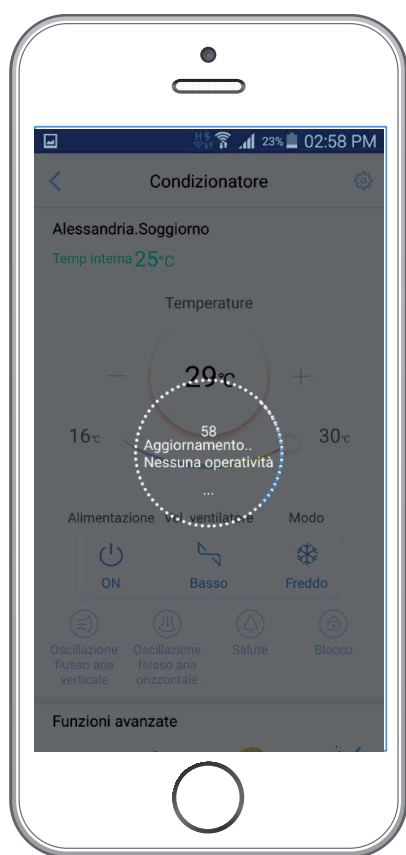 23% 02:58 PM
Condizionatore
Alessandria.Soggiorno
Temp interna 25°C
Temperature
29°C
16°C
30°C
58
Aggiornamento..
Nessuna operatività
...
Alimentazione Vel. ventilatore Modo
ON Basso Freddo
Oscillazione Oscillazione Salute Blocco
flusso aria flusso aria
verticale orizzontale
Funzioni avanzate